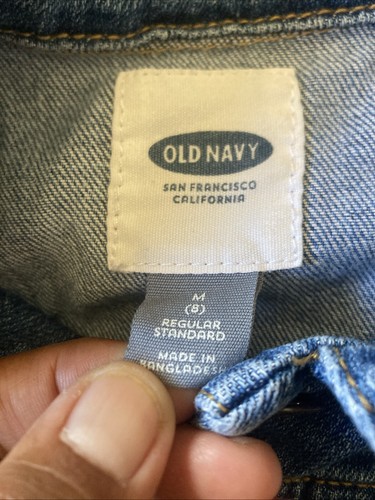 OLD NAVY
SAN FRANCISCO
CALIFORNIA
M
(8)
REGULAR
STANDARD
MADE IN
BANGLADESH